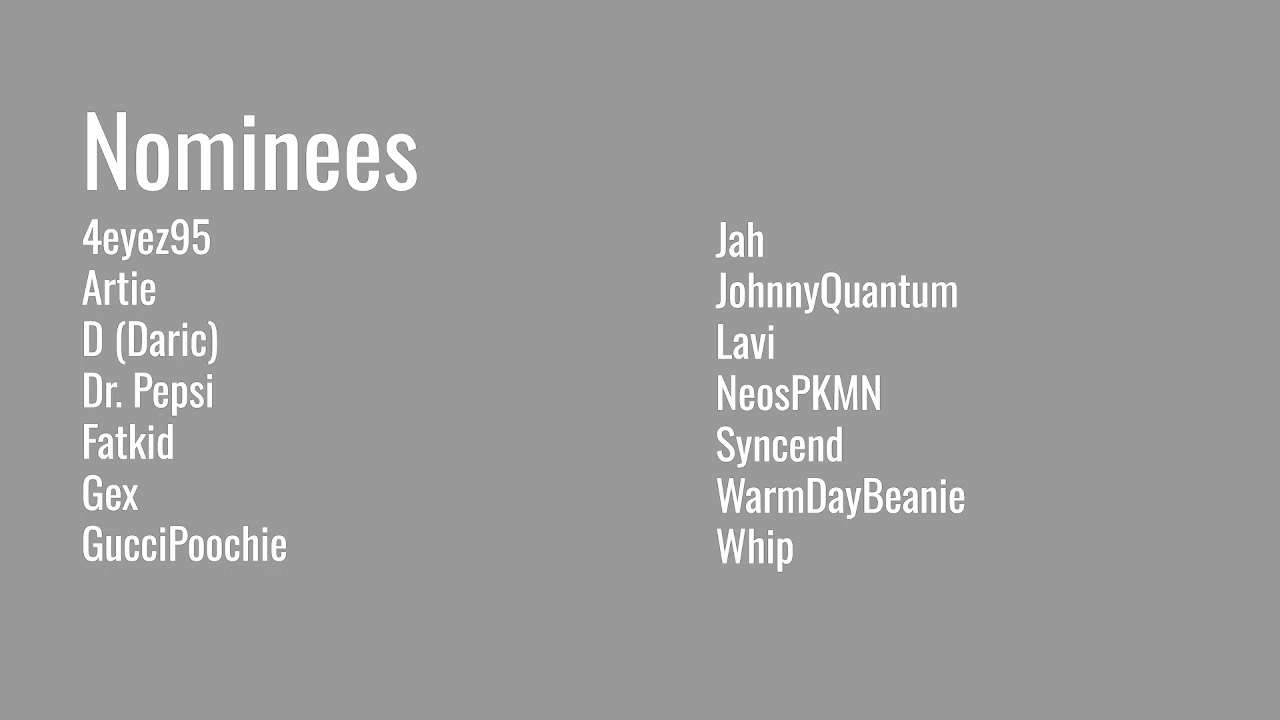 Nominees
4eyez95
Artie
D (Daric)
Dr. Pepsi
Fatkid
Gex
GucciPoochie
Jah
JohnnyQuantum
Lavi
NeosPKMN
Syncend
WarmDayBeanie
Whip